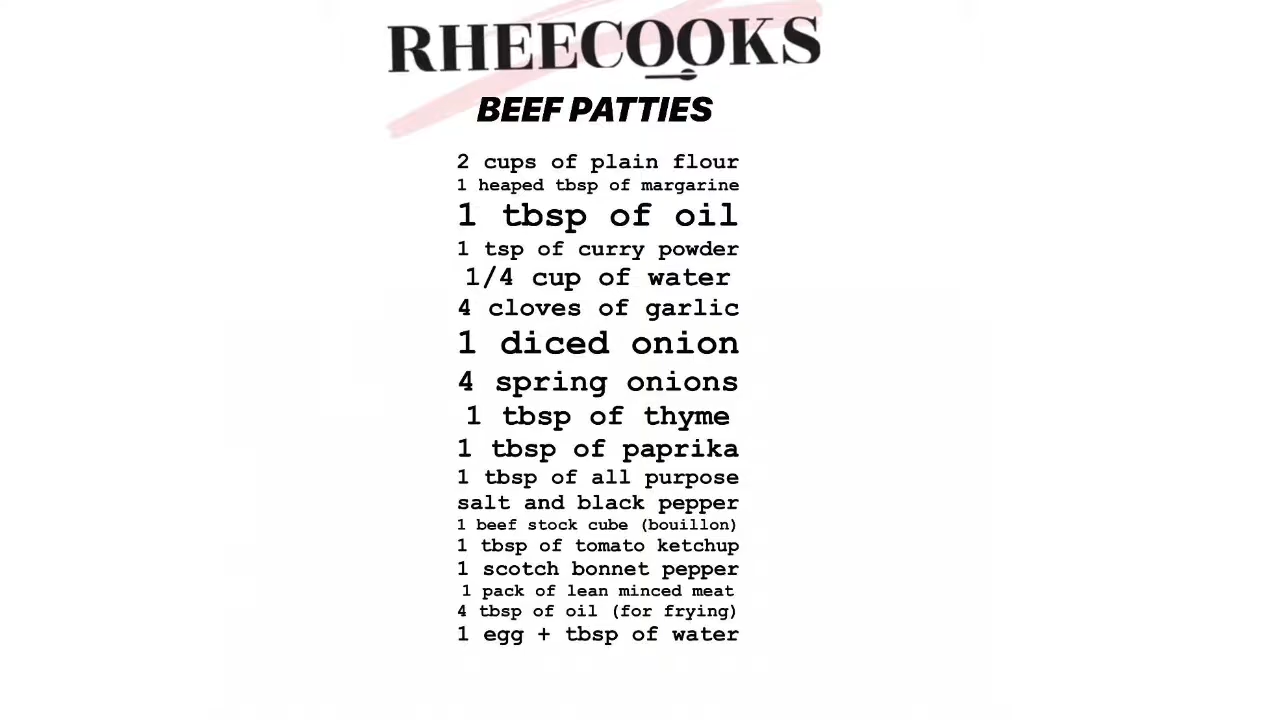 RHEECOOKS
BEEF PATTIES
2 cups of plain flour
1 heaped tbsp of margarine
1 tbsp of oil
1 tsp of curry powder
1/4 cup of water
4 cloves of garlic
1 diced onion
4 spring onions
1 tbsp of thyme
1 tbsp of paprika
1 tbsp of all purpose
salt and black pepper
1 beef stock cube (bouillon)
1 tbsp of tomato ketchup
1 scotch bonnet pepper
1 pack of lean minced meat
4 tbsp of oil (for frying)
1 egg + tbsp of water